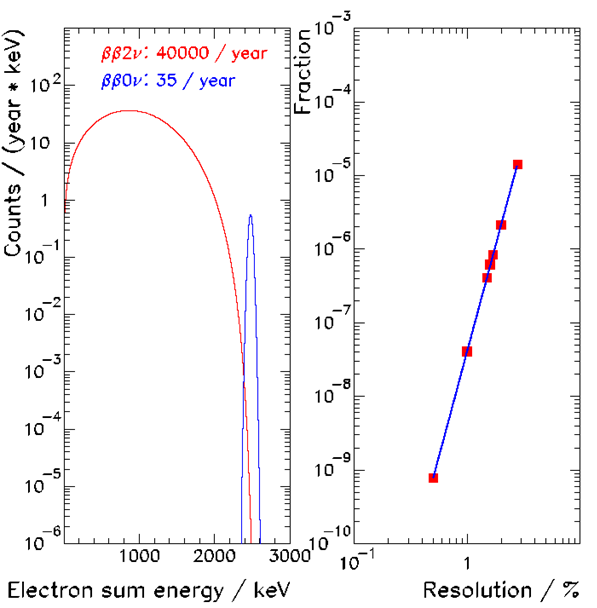 ββ2ν: 40000 / year
ββ0ν: 35 / year
Counts / (year * keV)
10²
10
1
10⁻¹
10⁻²
10⁻³
10⁻⁴
10⁻⁵
10⁻⁶
1000 2000 3000
Electron sum energy / keV
Fraction
10⁻³
10⁻⁴
10⁻⁵
10⁻⁶
10⁻⁷
10⁻⁸
10⁻⁹
10⁻¹⁰
10⁻¹ 1
Resolution / %